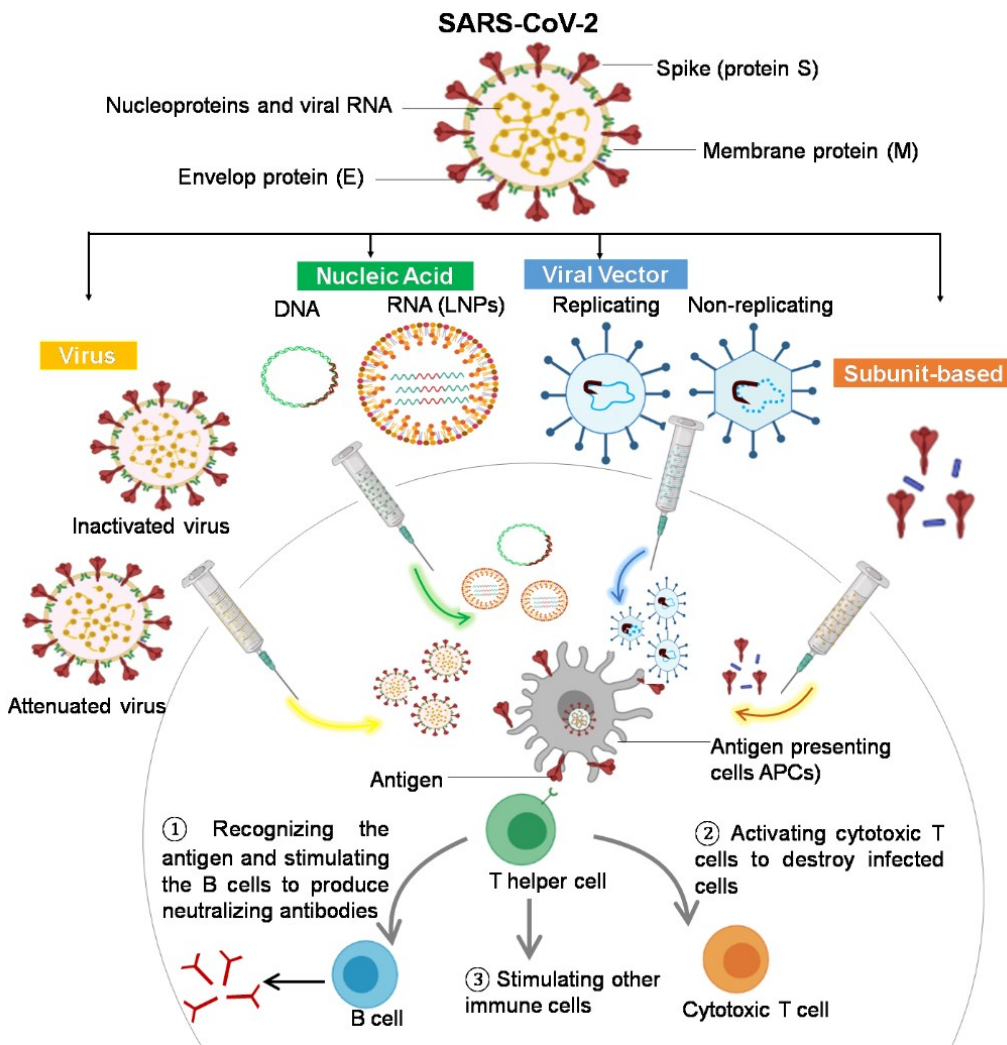 SARS-CoV-2
Spike (protein S)
Nucleoproteins and viral RNA
Membrane protein (M)
Envelop protein (E)
Nucleic Acid
Viral Vector
DNA
RNA (LNPs)
Replicating
Non-replicating
Virus
Subunit-based
Inactivated virus
Attenuated virus
Antigen presenting
cells APCs)
Antigen
① Recognizing the
antigen and stimulating
the B cells to produce
neutralizing antibodies
② Activating cytotoxic T
cells to destroy infected
cells
T helper cell
③ Stimulating other
immune cells
B cell
Cytotoxic T cell